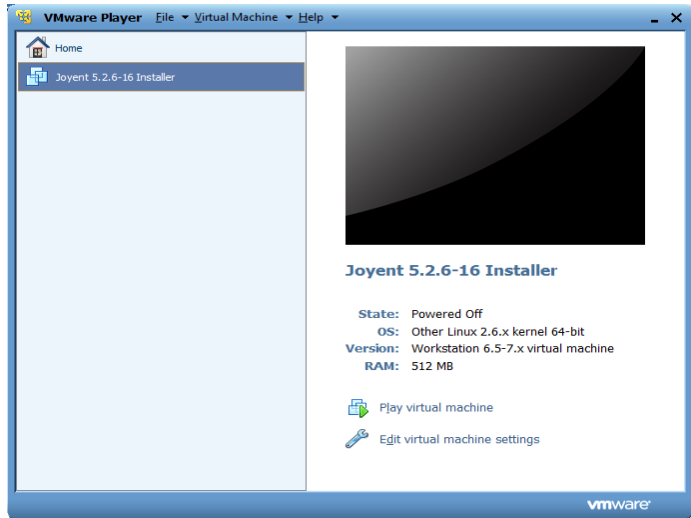 VMware Player File Virtual Machine Help
Home
Joyent 5.2.6-16 Installer
Joyent 5.2.6-16 Installer
State: Powered Off
OS: Other Linux 2.6.x kernel 64-bit
Version: Workstation 6.5-7.x virtual machine
RAM: 512 MB
Play virtual machine
Edit virtual machine settings
vmware